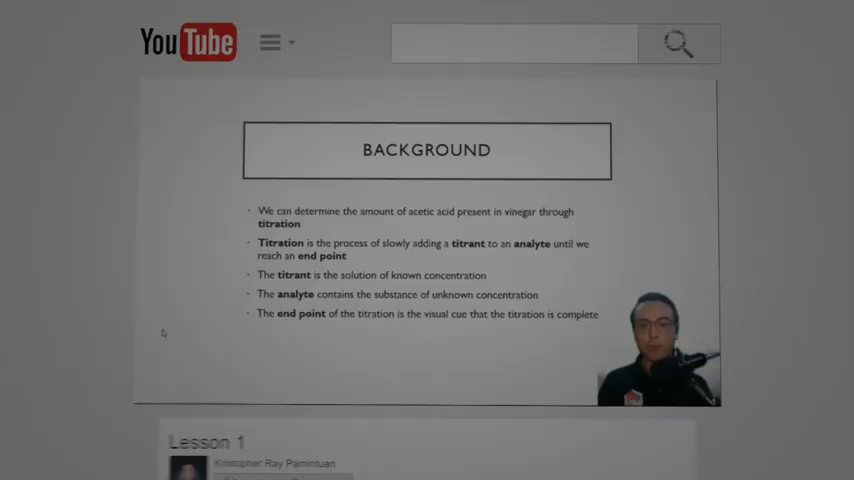 YouTube
BACKGROUND
We can determine the amount of acetic acid present in vinegar through
titration
Titration is the process of slowly adding a titrant to an analyte until we
reach an end point
The titrant is the solution of known concentration
The analyte contains the substance of unknown concentration
The end point of the titration is the visual cue that the titration is complete
Lesson 1
Kristopher Ray Pamintuan